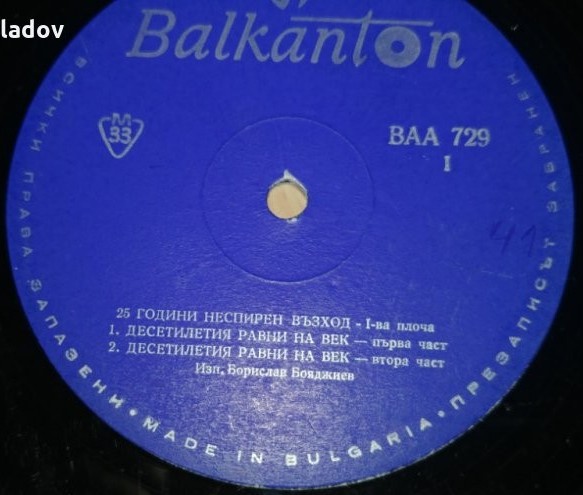 ladov
Balkanton
M
33
ВАА 729
I
25 ГОДИНИ НЕСПИРЕН ВЪЗХОД - I-ва плоча
1. ДЕСЕТИЛЕТИЯ РАВНИ НА ВЕК — първа част
2. ДЕСЕТИЛЕТИЯ РАВНИ НА ВЕК — втора част
Изп. Борислав Бояджиев
41
ВСИЧКИ ПРАВА ЗАПАЗЕНИ • MADE IN BULGARIA • ПРЕЗАПИСЪТ ЗАБРАНЕН